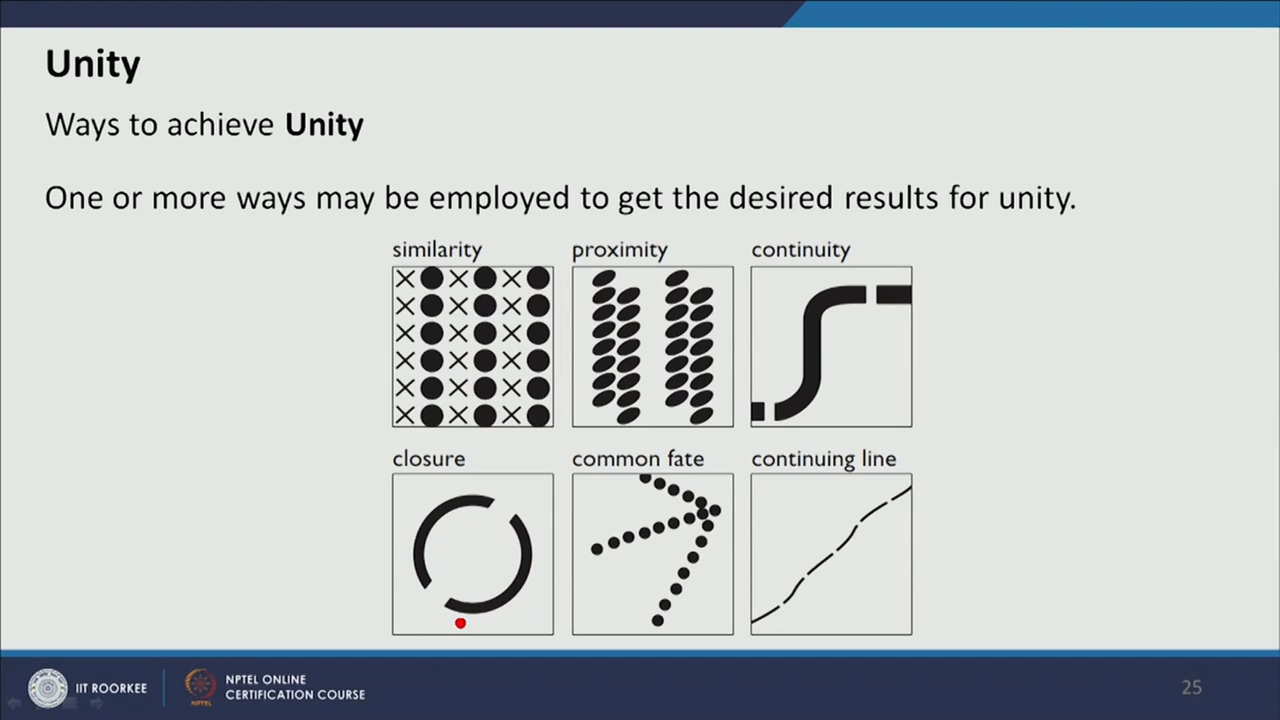 Unity
Ways to achieve Unity
One or more ways may be employed to get the desired results for unity.
similarity proximity continuity
closure common fate continuing line
IIT ROORKEE
NPTEL ONLINE
CERTIFICATION COURSE
NPTEL
25